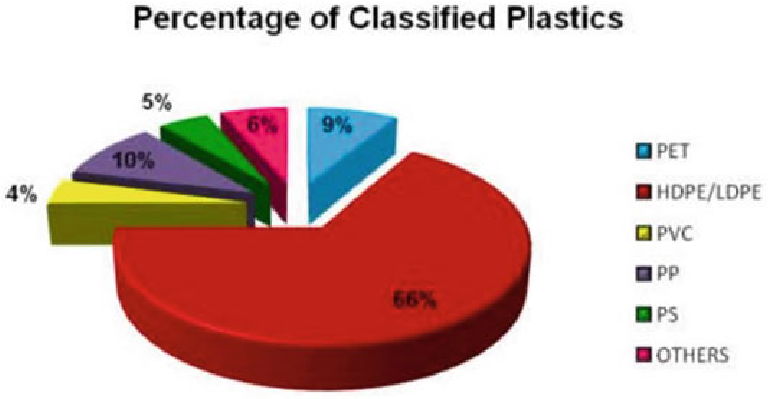 Percentage of Classified Plastics
5%
6%
9%
10%
4%
66%
PET
HDPE/LDPE
PVC
PP
PS
OTHERS